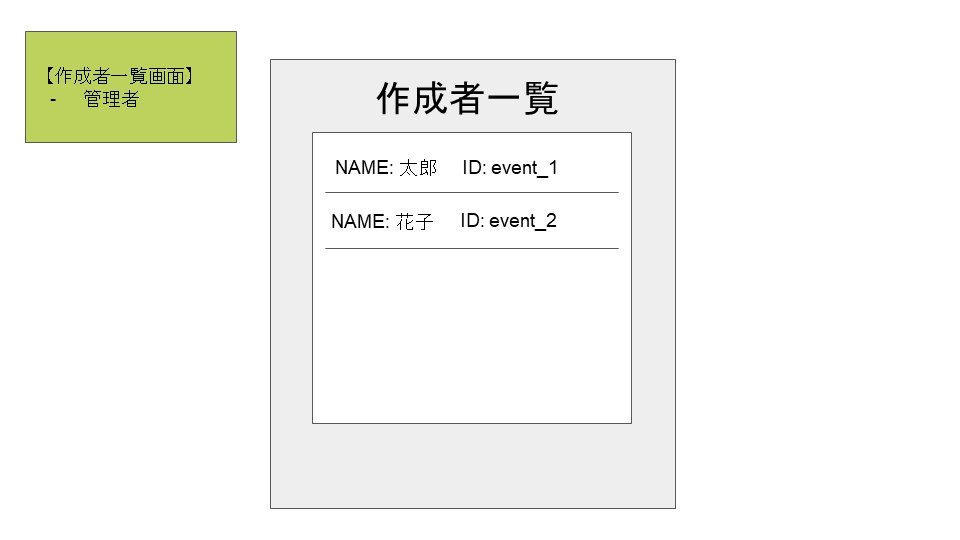 【作成者一覧画面】
- 管理者
作成者一覧
NAME: 太郎 ID: event_1
NAME: 花子 ID: event_2